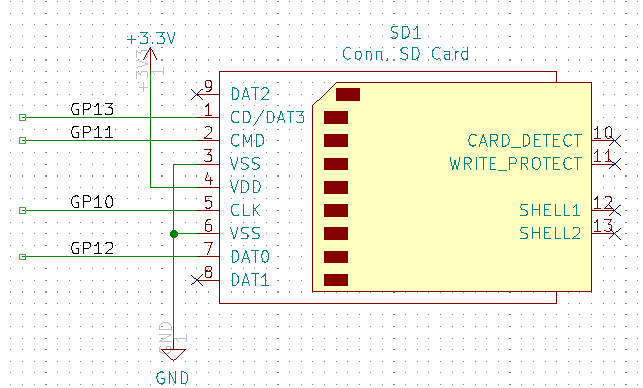 SD1
Conn_SD_Card
+3.3V
+3V3
1
9 DAT2
GP13 1 CD/DAT3
GP11 2 CMD
CARD_DETECT 10
3 VSS
WRITE_PROTECT 11
4 VDD
GP10 5 CLK
SHELL1 12
6 VSS
SHELL2 13
GP12 7 DAT0
8 DAT1
GND
1
GND